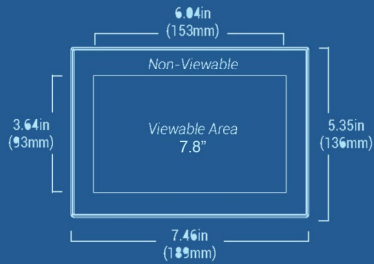 6.04in
(153mm)
Non-Viewable
3.64in
(93mm)
Viewable Area
7.8"
5.35in
(136mm)
7.46in
(189mm)